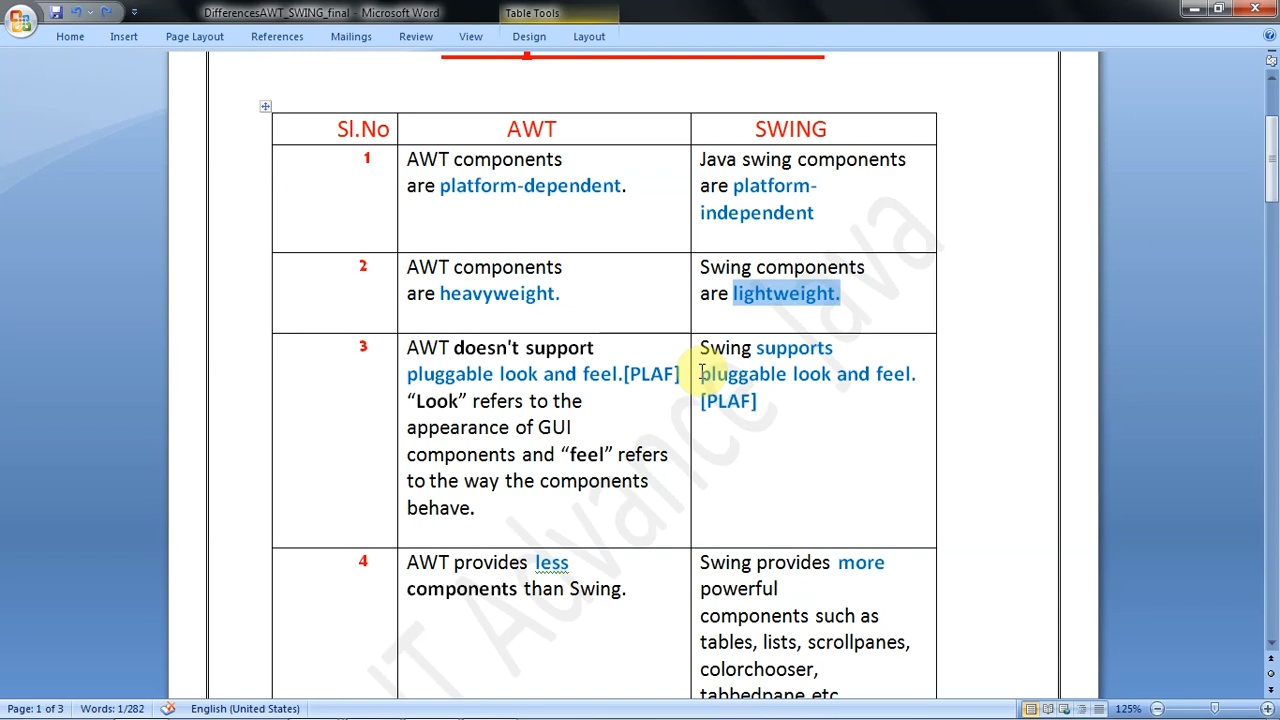 DifferencesAWT_SWING_final - Microsoft Word
Table Tools
Home Insert Page Layout References Mailings Review View Design Layout
Sl.No AWT SWING
1
AWT components
are platform-dependent.
Java swing components
are platform-
independent
2
AWT components
are heavyweight.
Swing components
are lightweight.
3
AWT doesn't support
pluggable look and feel.[PLAF]
“Look” refers to the
appearance of GUI
components and “feel” refers
to the way the components
behave.
Swing supports
pluggable look and feel.
[PLAF]
4
AWT provides less
components than Swing.
Swing provides more
powerful
components such as
tables, lists, scrollpanes,
colorchooser,
tabbedpane etc
IT Advance Java
Page: 1 of 3 Words: 1/282 English (United States) 125%